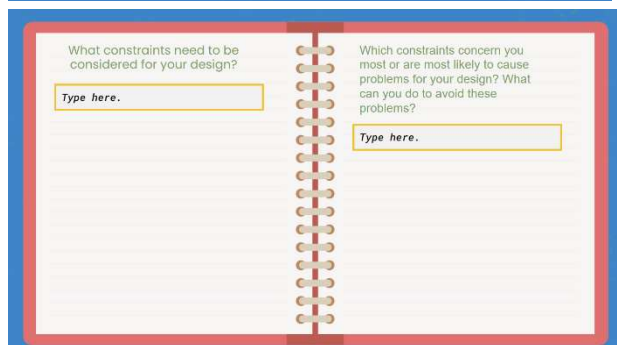 What constraints need to be
considered for your design?
Type here.
Which constraints concern you
most or are most likely to cause
problems for your design? What
can you do to avoid these
problems?
Type here.